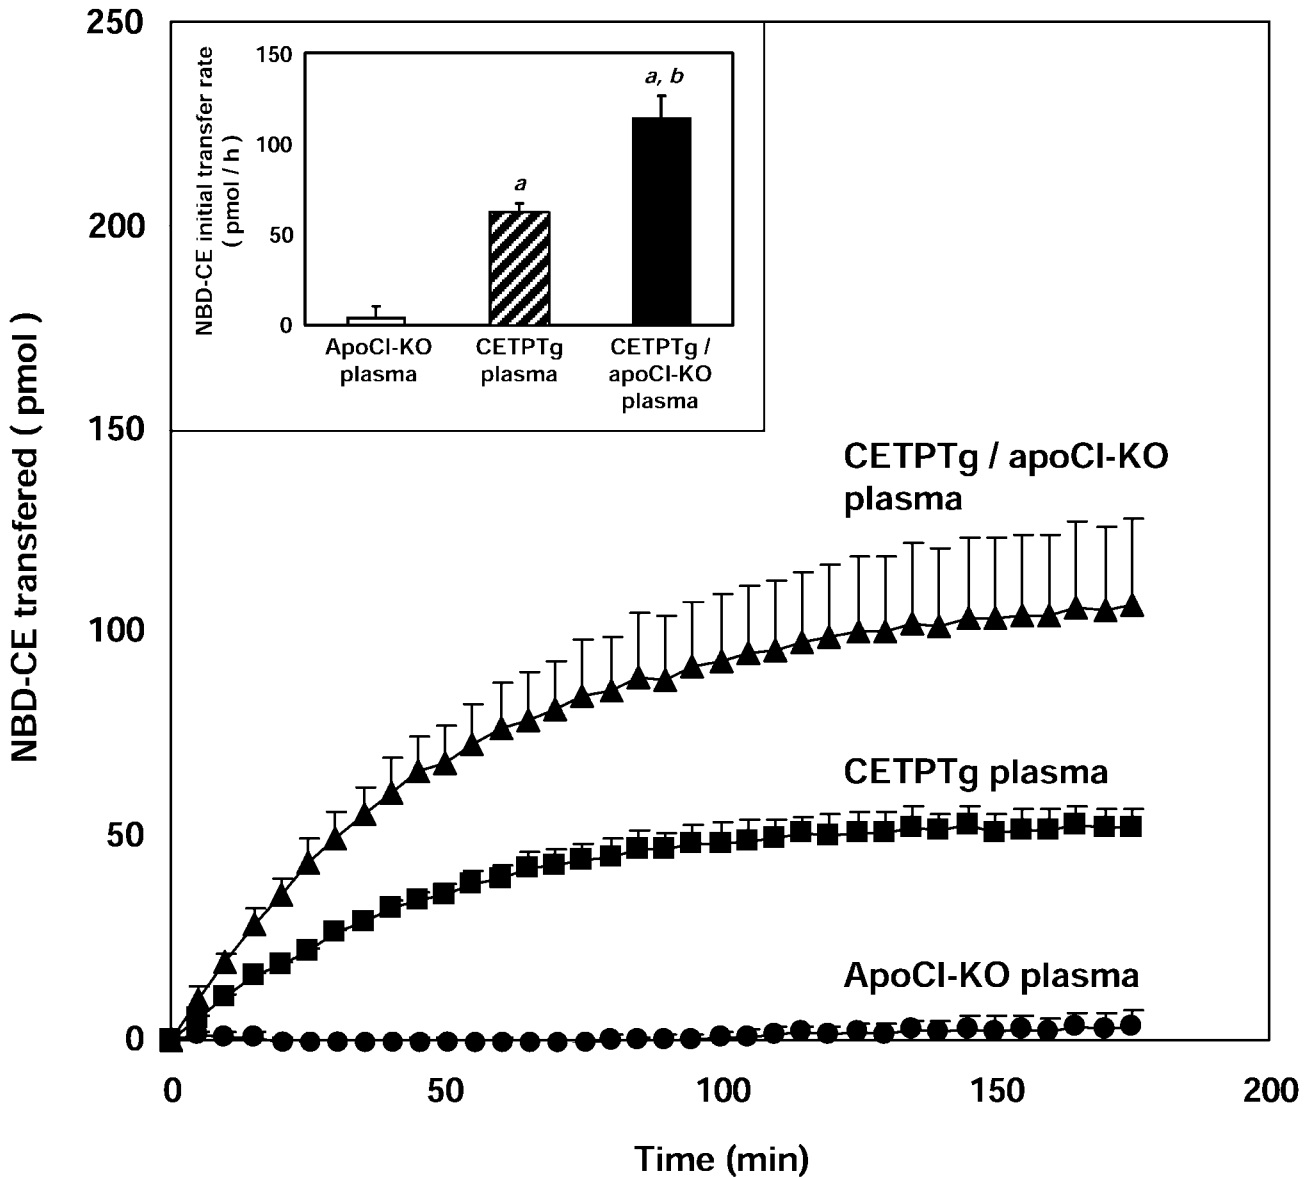 250
200
150
100
50
0
NBD-CE transfered ( pmol )
150
100
50
0
NBD-CE initial transfer rate
( pmol / h )
a
a, b
ApoCI-KO
plasma
CETPTg
plasma
CETPTg /
apoCI-KO
plasma
CETPTg / apoCI-KO
plasma
CETPTg plasma
ApoCI-KO plasma
0
50
100
150
200
Time (min)